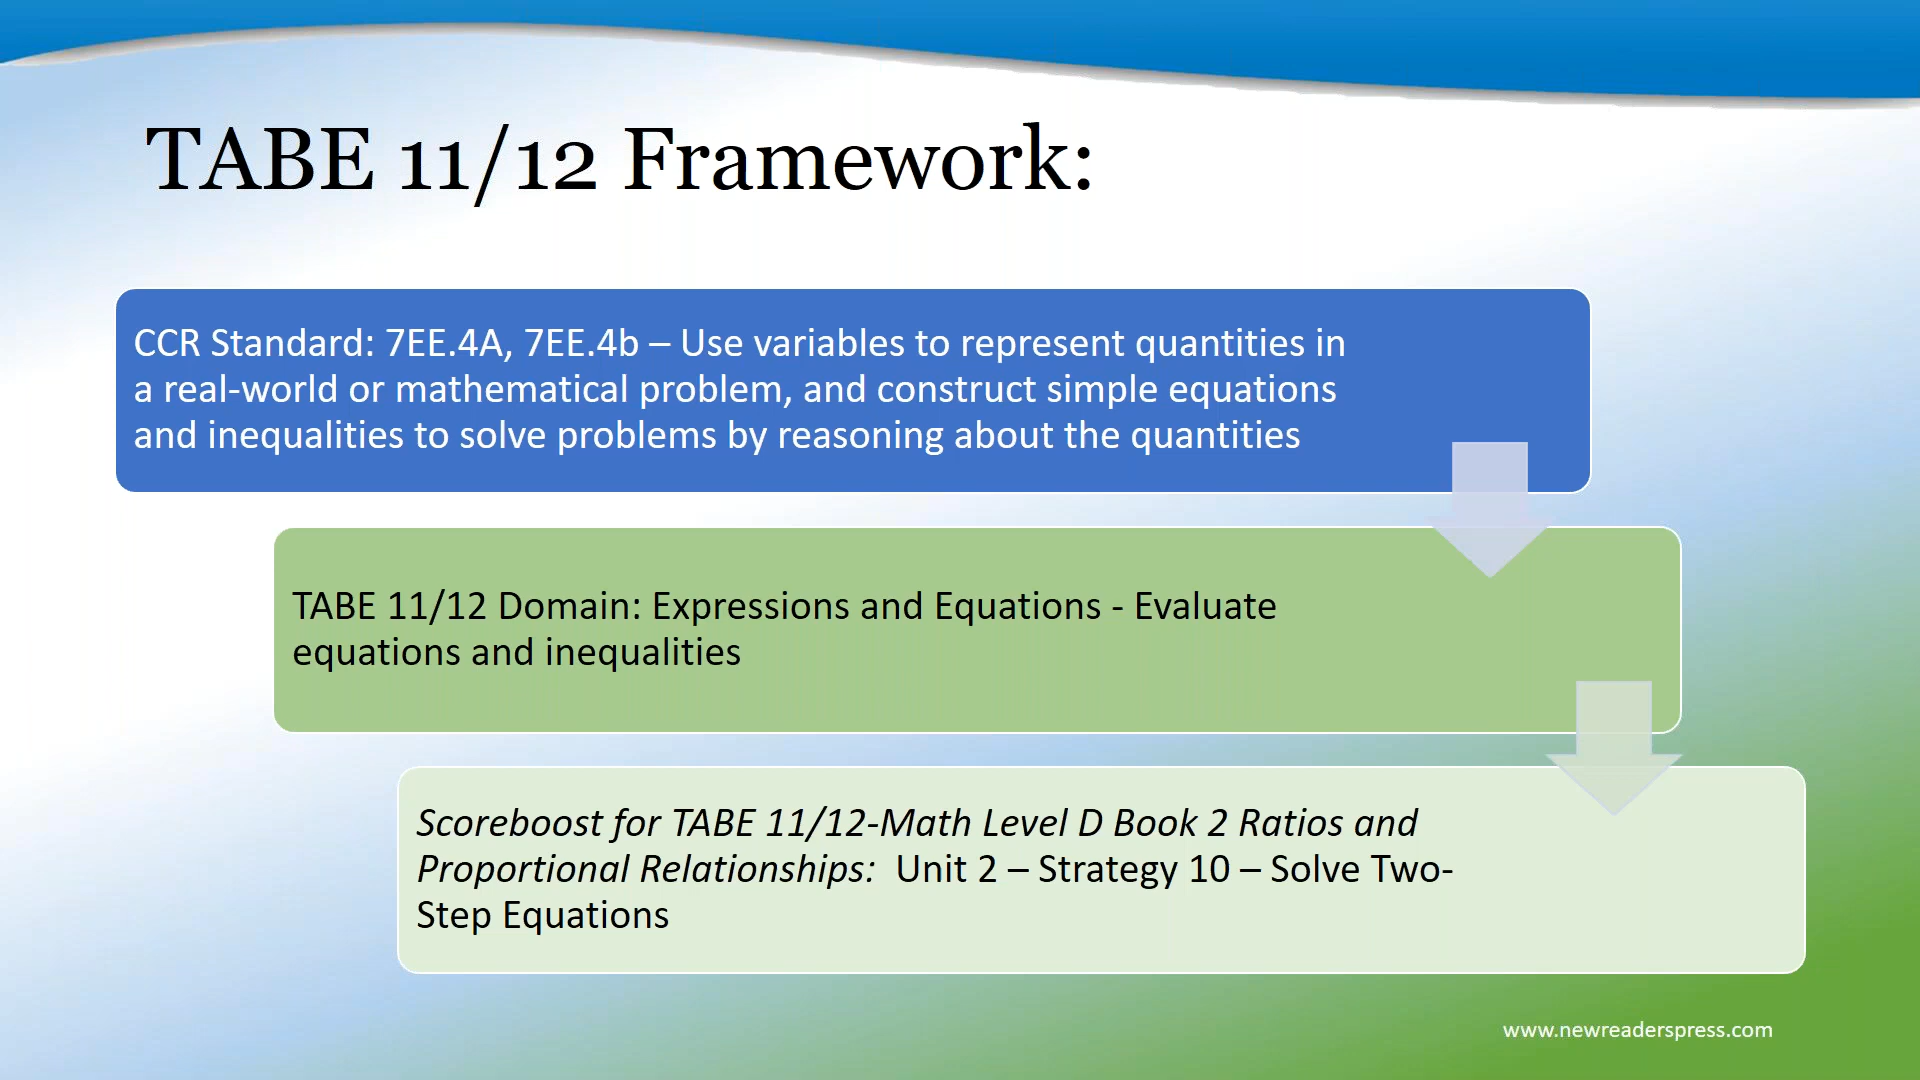 TABE 11/12 Framework:
CCR Standard: 7EE.4A, 7EE.4b – Use variables to represent quantities in
a real-world or mathematical problem, and construct simple equations
and inequalities to solve problems by reasoning about the quantities
TABE 11/12 Domain: Expressions and Equations - Evaluate
equations and inequalities
Scoreboost for TABE 11/12-Math Level D Book 2 Ratios and
Proportional Relationships:  Unit 2 – Strategy 10 – Solve Two-
Step Equations
www.newreaderspress.com